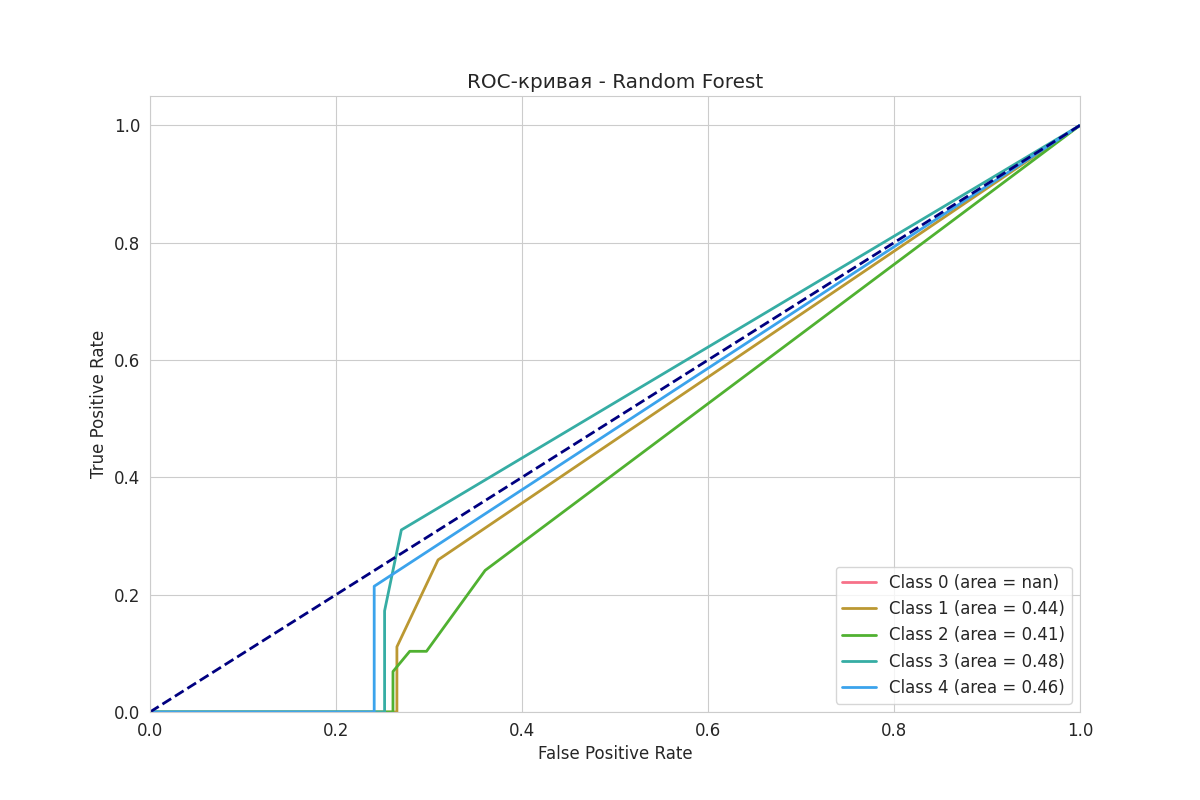 ROC-кривая - Random Forest
True Positive Rate
1.0
0.8
0.6
0.4
0.2
0.0
0.0 0.2 0.4 0.6 0.8 1.0
False Positive Rate
Class 0 (area = nan)
Class 1 (area = 0.44)
Class 2 (area = 0.41)
Class 3 (area = 0.48)
Class 4 (area = 0.46)